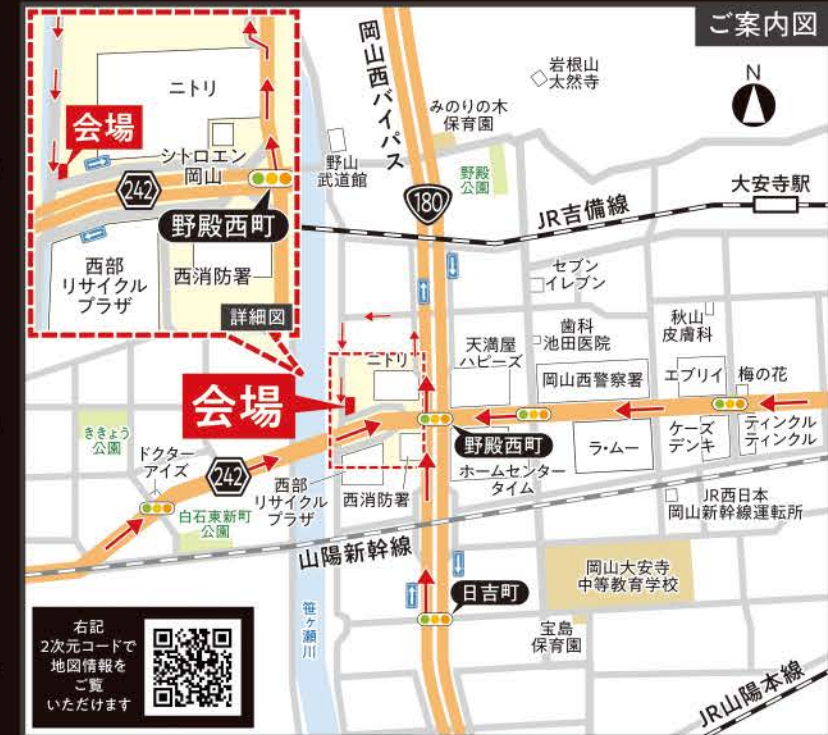 ご案内図
ニトリ
会場
シトロエン
岡山
242
野殿西町
西部
リサイクル
プラザ
西消防署
詳細図
岡山西バイパス
岩根山
太然寺
N
みのりの木
保育園
野山
武道館
野殿
公園
180
大安寺駅
JR吉備線
セブン
イレブン
ニトリ
天満屋
ハピーズ
歯科
池田医院
秋山
皮膚科
岡山西警察署
エブリイ
梅の花
会場
野殿西町
ラ・ムー
ケーズ
デンキ
ティンクル
ティンクル
ききょう
公園
ドクター
アイズ
242
西部
リサイクル
プラザ
西消防署
ホームセンター
タイム
白石東新町
公園
JR西日本
岡山新幹線運転所
山陽新幹線
岡山大安寺
中等教育学校
日吉町
笹ヶ瀬川
宝島
保育園
JR山陽本線
右記
2次元コードで
地図情報を
ご覧
いただけます